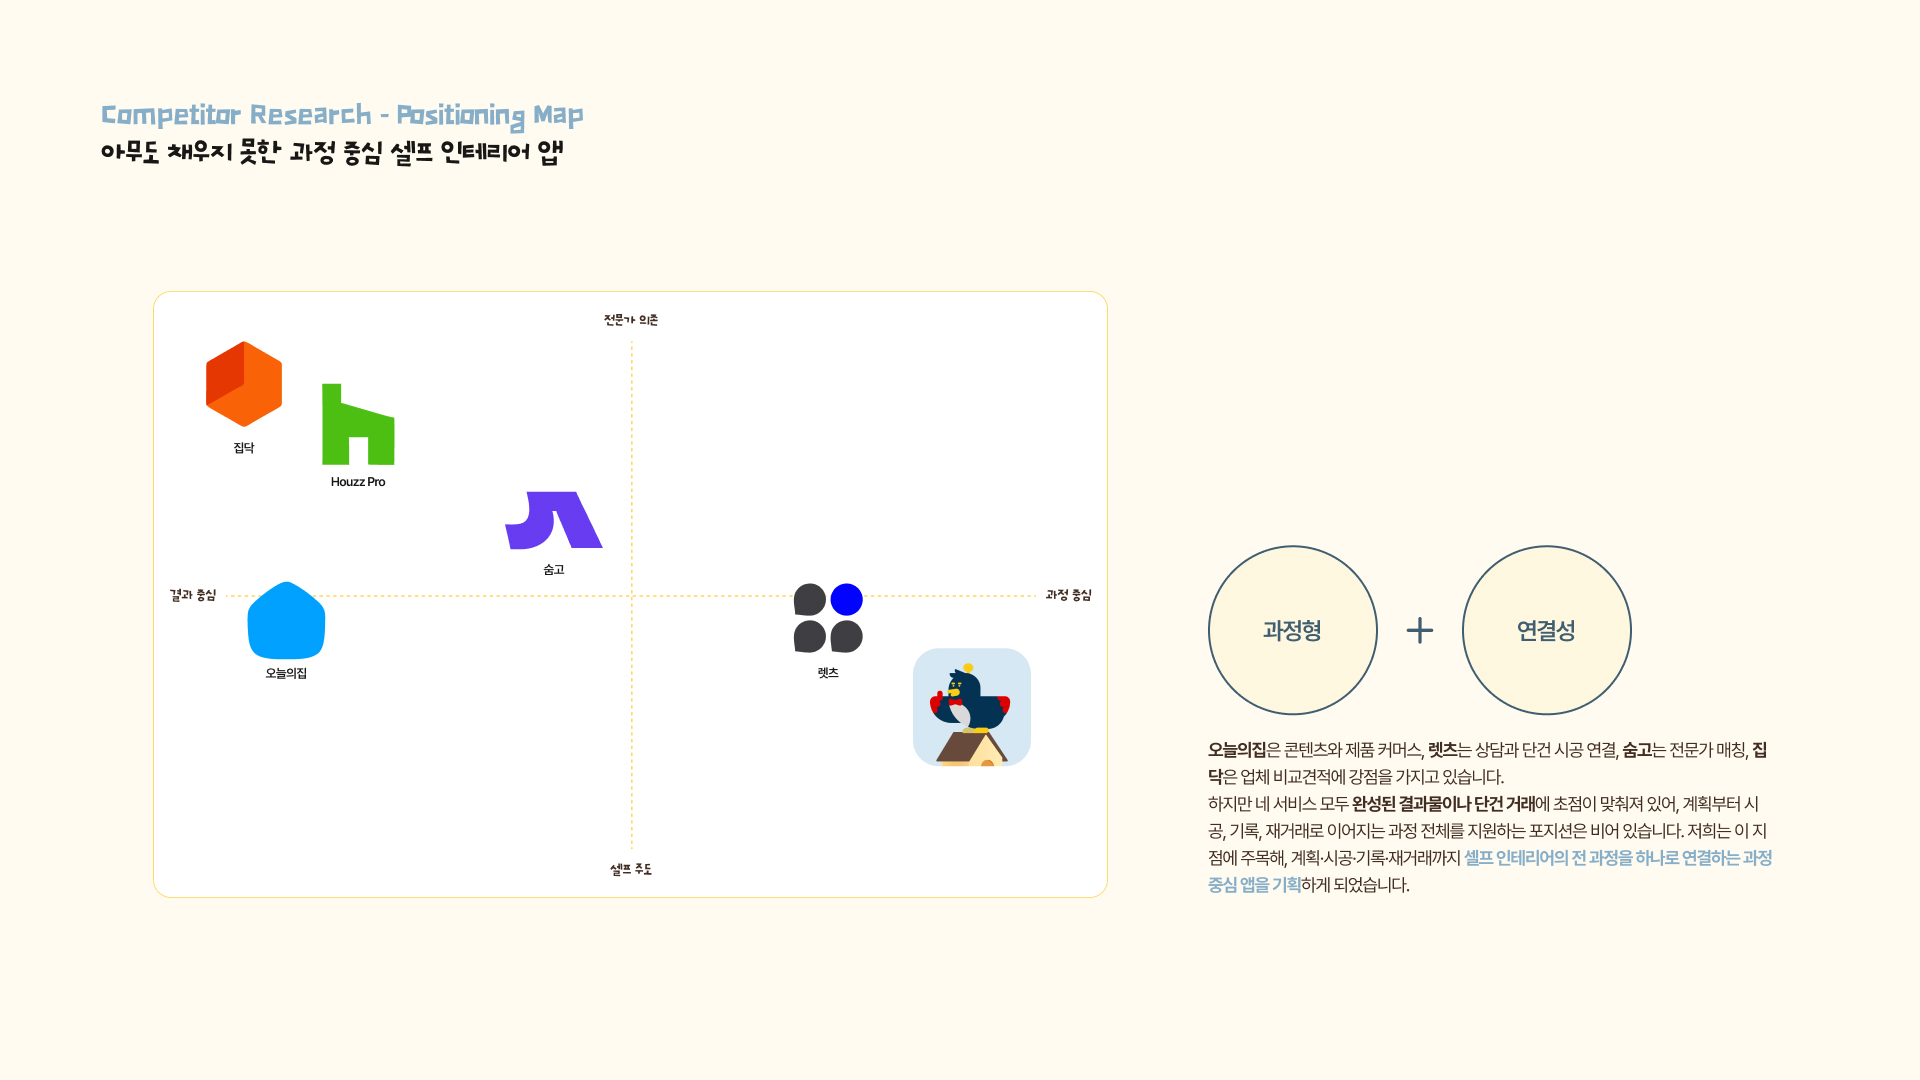 Competitor Research - Positioning Map
아무도 채우지 못한 과정 중심 셀프 인테리어 앱
전문가 의존
집닥
Houzz Pro
숨고
결과 중심
과정 중심
오늘의집
렛츠
셀프 주도
과정형
+
연결성
오늘의집은 콘텐츠와 제품 커머스, 렛츠는 상담과 단건 시공 연결, 숨고는 전문가 매칭, 집
닥은 업체 비교견적에 강점을 가지고 있습니다.
하지만 네 서비스 모두 완성된 결과물이나 단건 거래에 초점이 맞춰져 있어, 계획부터 시
공, 기록, 재거래로 이어지는 과정 전체를 지원하는 포지션은 비어 있습니다. 저희는 이 지
점에 주목해, 계획·시공·기록·재거래까지 셀프 인테리어의 전 과정을 하나로 연결하는 과정
중심 앱을 기획하게 되었습니다.